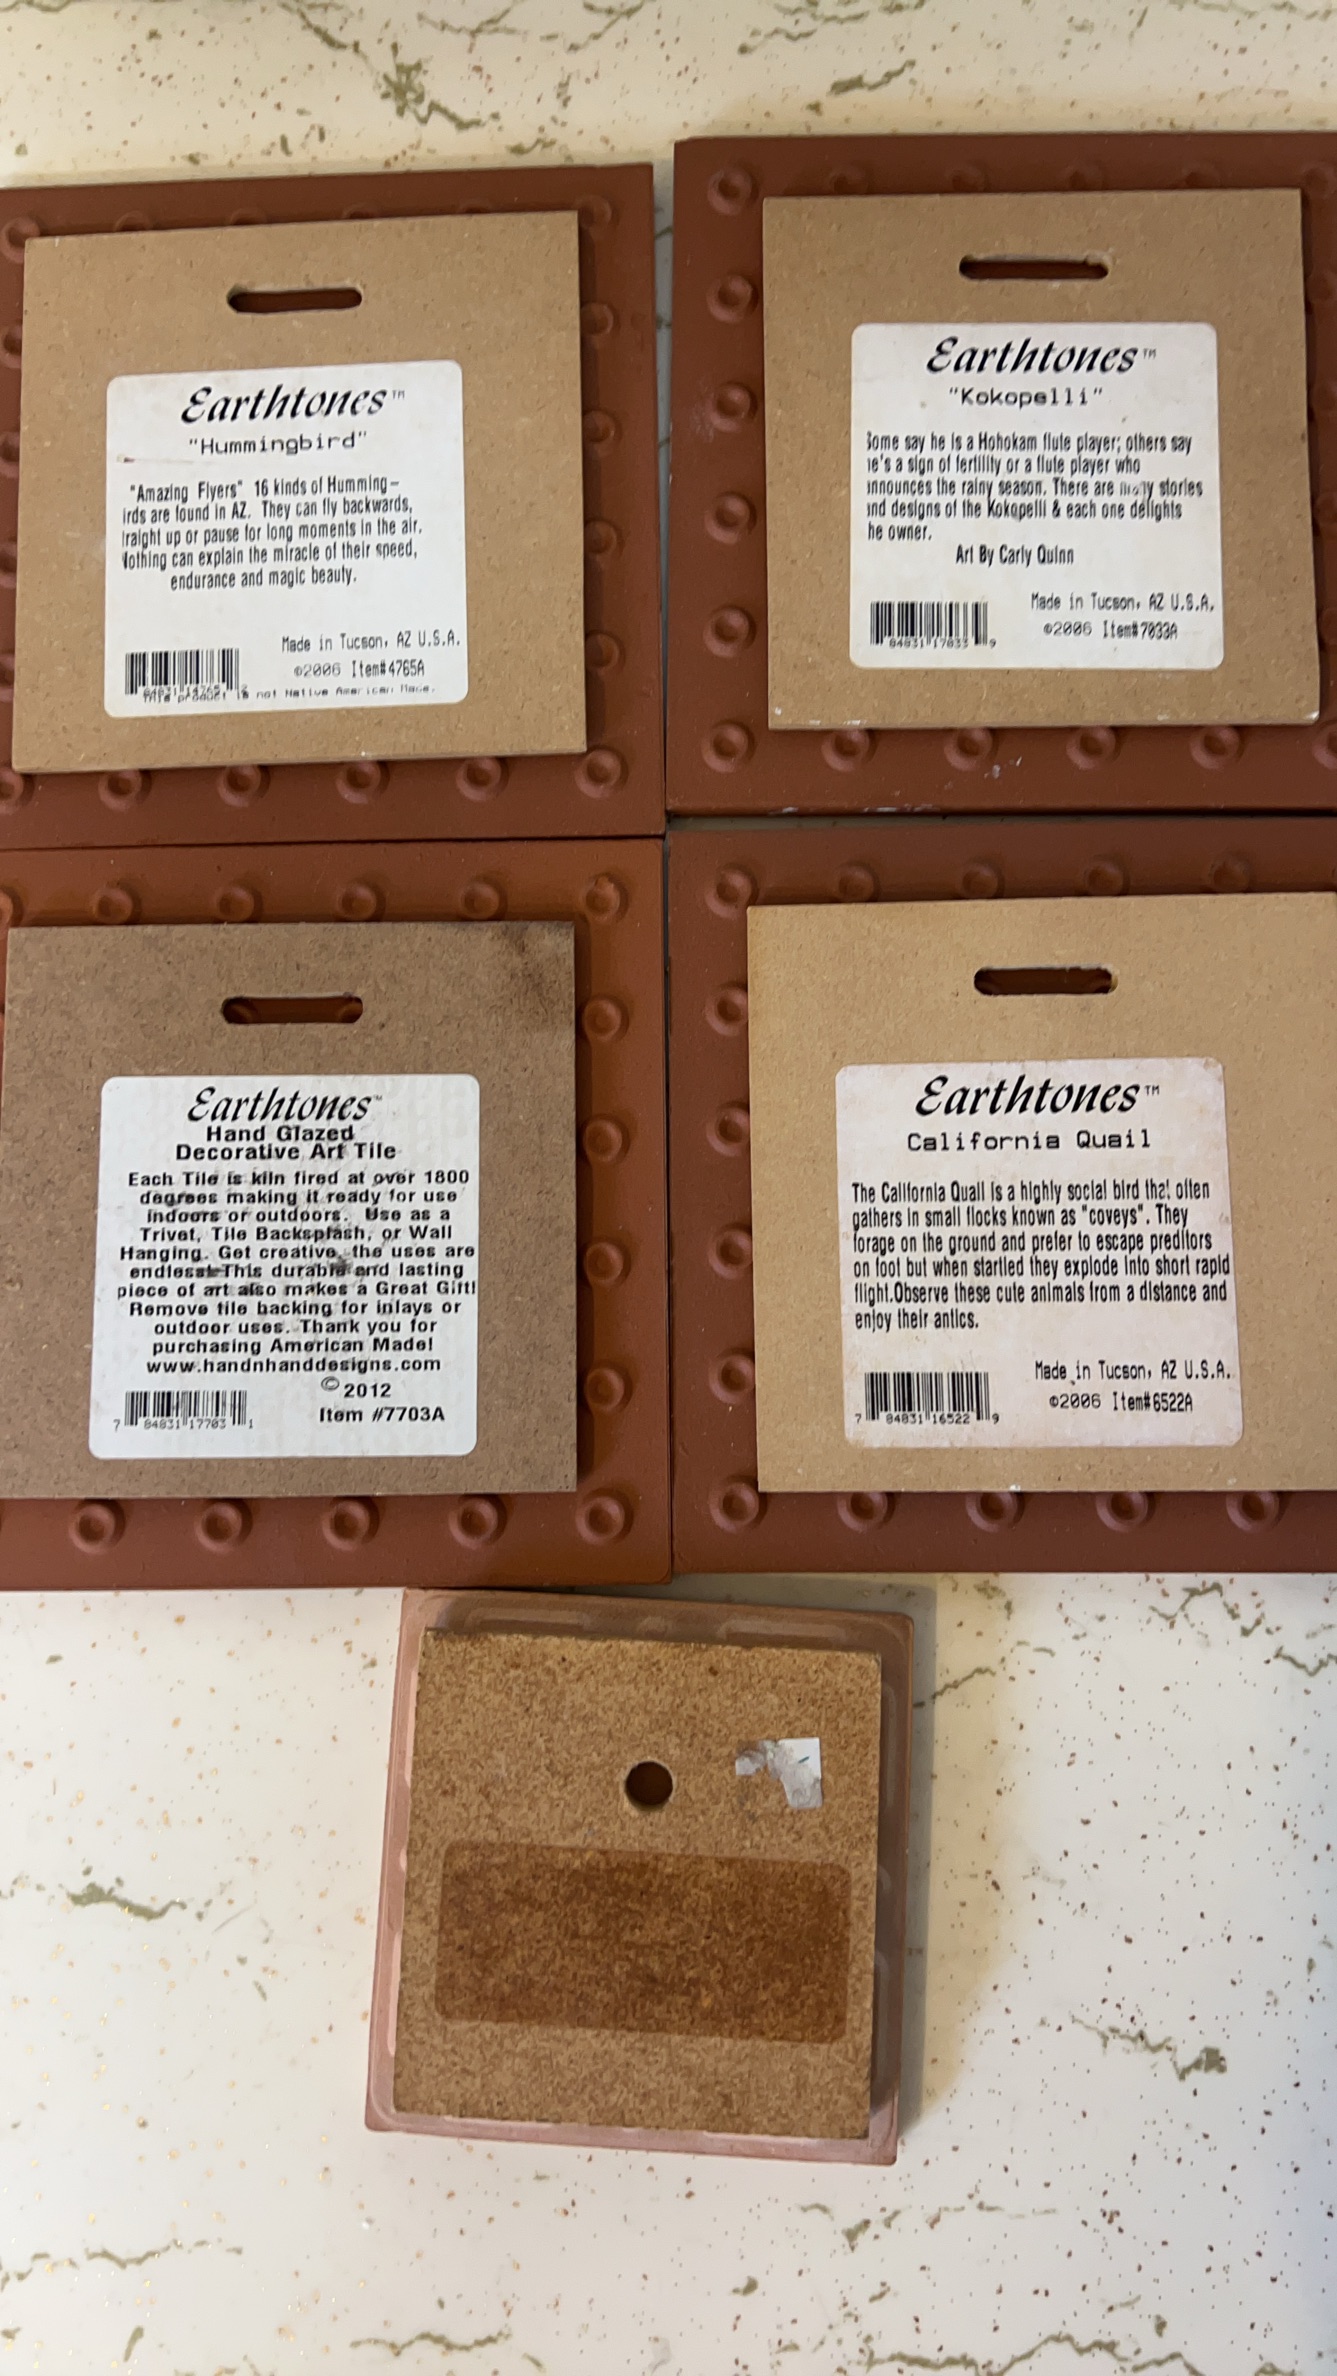 Earthtones™
"Hummingbird"
"Amazing Flyers" 16 kinds of Humming-
irds are found in AZ. They can fly backwards,
traight up or pause for long moments in the air.
Nothing can explain the miracle of their speed,
endurance and magic beauty.
Made in Tucson, AZ U.S.A.
©2006 Item#4765A
84831 14765 2
This product is not Native American Made.
Earthtones™
"Kokopelli"
Some say he is a Hohokam flute player; others say
he's a sign of fertility or a flute player who
announces the rainy season. There are many stories
and designs of the Kokopelli & each one delights
he owner.
Art By Carly Quinn
Made in Tucson, AZ U.S.A.
©2006 Item#7033A
84831 17033 9
Earthtones™
Hand Glazed
Decorative Art Tile
Each Tile is kiln fired at over 1800
degrees making it ready for use
indoors or outdoors. Use as a
Trivet, Tile Backsplash, or Wall
Hanging. Get creative, the uses are
endless! This durable and lasting
piece of art also makes a Great Gift!
Remove tile backing for inlays or
outdoor uses. Thank you for
purchasing American Made!
www.handnhanddesigns.com
© 2012
Item #7703A
7 84831 17703 1
Earthtones™
California Quail
The California Quail is a highly social bird that often
gathers in small flocks known as "coveys". They
forage on the ground and prefer to escape preditors
on foot but when startled they explode into short rapid
flight.Observe these cute animals from a distance and
enjoy their antics.
Made in Tucson, AZ U.S.A.
©2006 Item#6522A
7 84831 16522 9